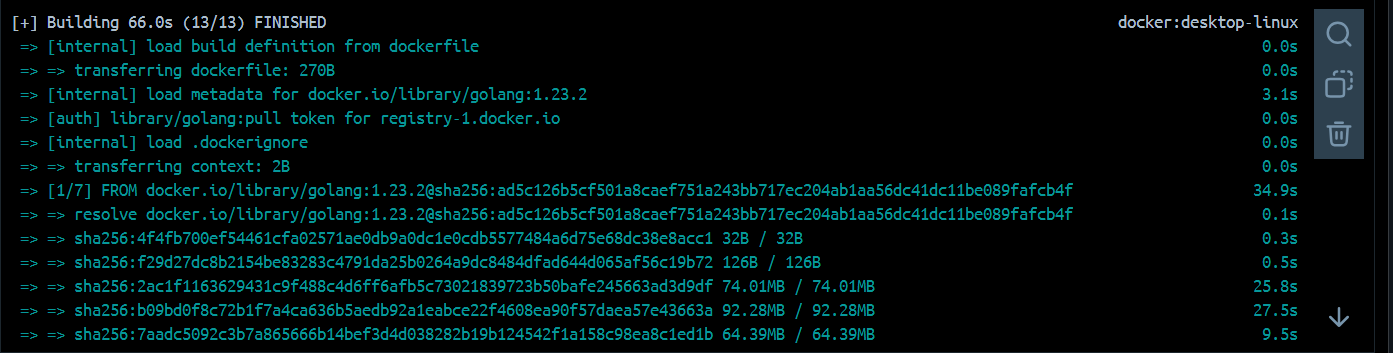 [+] Building 66.0s (13/13) FINISHED docker:desktop-linux
=> [internal] load build definition from dockerfile 0.0s
=> => transferring dockerfile: 270B 0.0s
=> [internal] load metadata for docker.io/library/golang:1.23.2 3.1s
=> [auth] library/golang:pull token for registry-1.docker.io 0.0s
=> [internal] load .dockerignore 0.0s
=> => transferring context: 2B 0.0s
=> [1/7] FROM docker.io/library/golang:1.23.2@sha256:ad5c126b5cf501a8caef751a243bb717ec204ab1aa56dc41dc11be089fafcb4f 34.9s
=> => resolve docker.io/library/golang:1.23.2@sha256:ad5c126b5cf501a8caef751a243bb717ec204ab1aa56dc41dc11be089fafcb4f 0.1s
=> => sha256:4f4fb700ef54461cfa02571ae0db9a0dc1e0cdb5577484a6d75e68dc38e8acc1 32B / 32B 0.3s
=> => sha256:f29d27dc8b2154be83283c4791da25b0264a9dc8484dfad644d065af56c19b72 126B / 126B 0.5s
=> => sha256:2ac1f1163629431c9f488c4d6ff6afb5c73021839723b50bafe245663ad3d9df 74.01MB / 74.01MB 25.8s
=> => sha256:b09bd0f8c72b1f7a4ca636b5aedb92a1eabce22f4608ea90f57daea57e43663a 92.28MB / 92.28MB 27.5s
=> => sha256:7aadc5092c3b7a865666b14bef3d4d038282b19b124542f1a158c98ea8c1ed1b 64.39MB / 64.39MB 9.5s